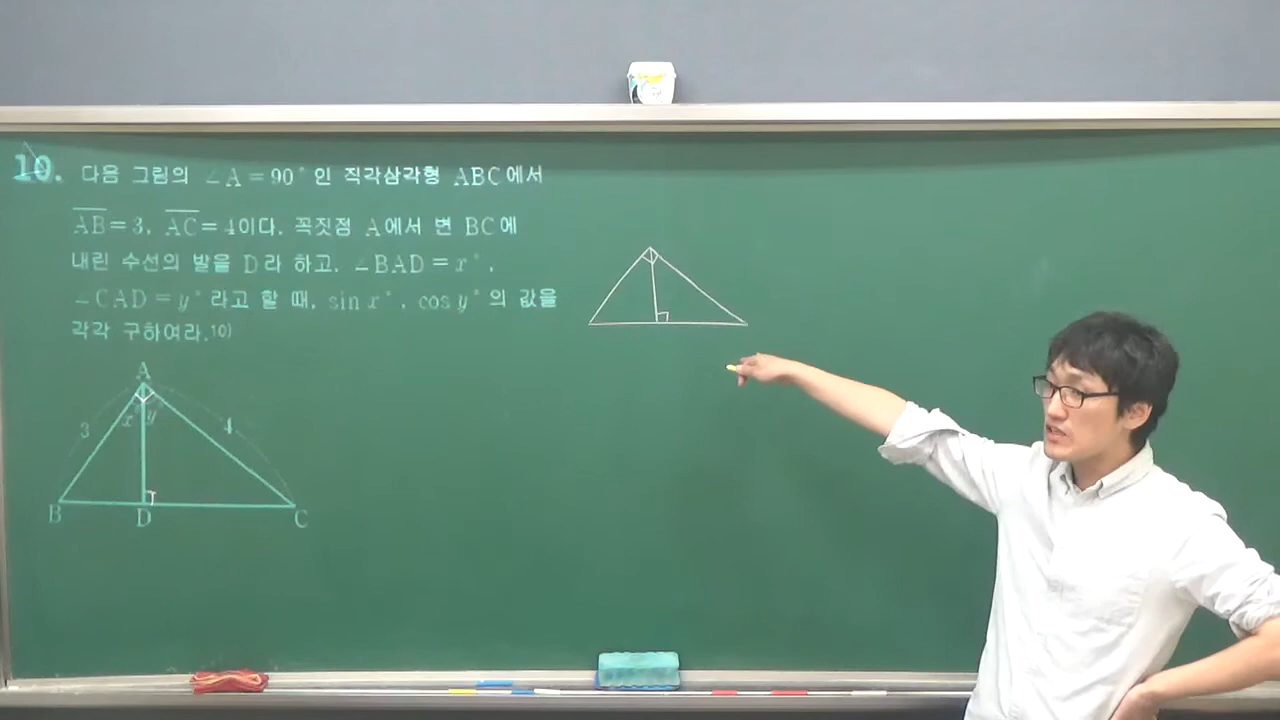 10. 다음 그림의 ∠A=90°인 직각삼각형 ABC에서
AB=3, AC=4이다. 꼭짓점 A에서 변 BC에
내린 수선의 발을 D라 하고, ∠BAD=x°,
∠CAD=y°라고 할 때, sin x°, cos y°의 값을
각각 구하여라.10)
A
x y
3 4
B D C